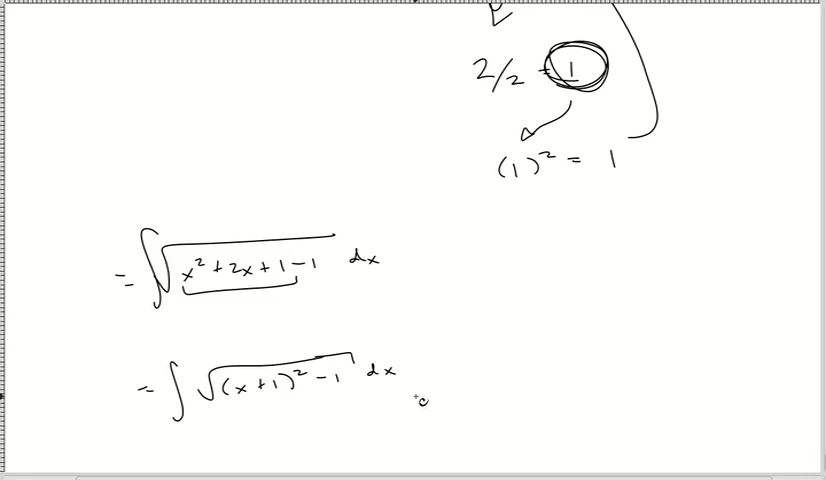 2/2 = 1
(1)² = 1
= ∫√(x² + 2x + 1 - 1) dx
= ∫√((x + 1)² - 1) dx